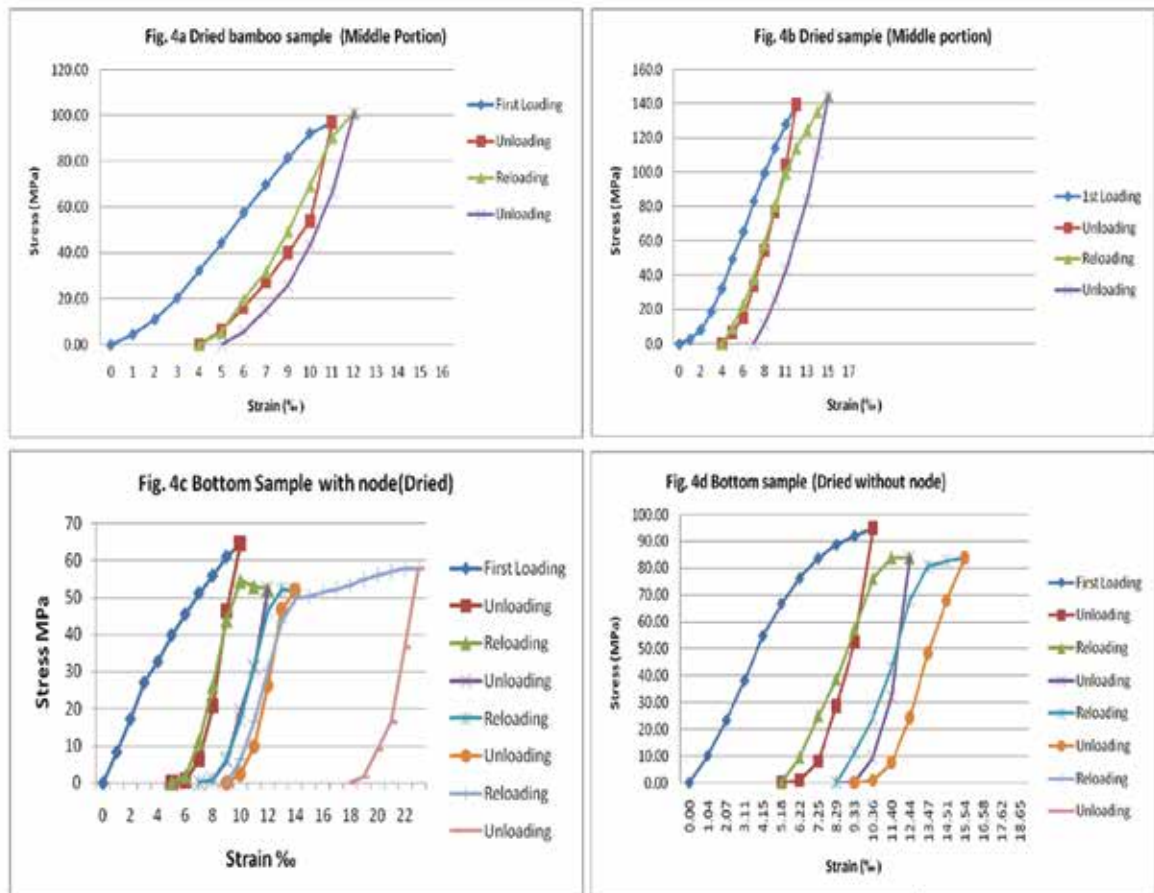 Fig. 4a Dried bamboo sample (Middle Portion)
Stress (MPa)
120.00
100.00
80.00
60.00
40.00
20.00
0.00
0 1 2 3 4 5 6 7 8 9 10 11 12 13 14 15 16
Strain (‰)
First Loading
Unloading
Reloading
Unloading
Fig. 4b Dried sample (Middle portion)
Stress (MPa)
160.0
140.0
120.0
100.0
80.0
60.0
40.0
20.0
0.0
0 2 4 6 8 11 13 15 17
Strain (‰)
1st Loading
Unloading
Reloading
Unloading
Fig. 4c Bottom Sample with node(Dried)
Stress MPa
70
60
50
40
30
20
10
0
0 2 4 6 8 10 12 14 16 18 20 22
Strain ‰
First Loading
Unloading
Reloading
Unloading
Reloading
Unloading
Reloading
Unloading
Fig. 4d Bottom sample (Dried without node)
Stress (MPa)
100.00
90.00
80.00
70.00
60.00
50.00
40.00
30.00
20.00
10.00
0.00
0.00 1.04 2.07 3.11 4.15 5.18 6.22 7.25 8.29 9.33 10.36 11.40 12.44 13.47 14.51 15.54 16.58 17.62 18.65
Strain (‰)
First Loading
Unloading
Reloading
Unloading
Reloading
Unloading
Reloading
Unloading